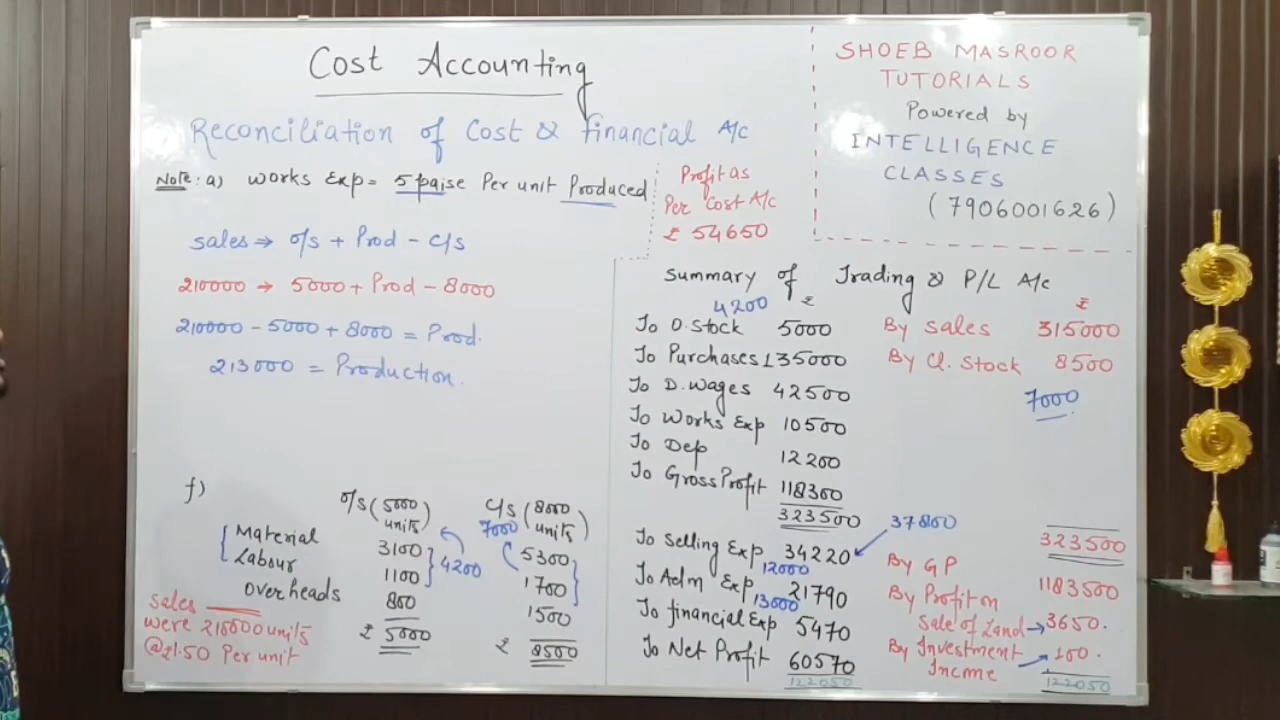 Cost Accounting
Reconciliation of Cost & financial A/c
Note: a) works Exp = 5 paise Per unit Produced
sales → o/s + Prod - c/s
210000 → 5000 + Prod - 8000
210000 - 5000 + 8000 = Prod.
213000 = Production.
f)
o/s (5000 units)
c/s (8000 units)
7000
Material 3100 5300
Labour 1100 4200 1700
overheads 800 1500
₹ 5000 ₹ 8500
sales
were 210000 units
@ ₹1.50 Per unit
Profit as
Per Cost A/c
₹ 54650
SHOEB MASROOR
TUTORIALS
Powered by
INTELLIGENCE
CLASSES
(7906001626)
Summary of Trading & P/L A/c
4200 ₹ ₹
To O.Stock 5000 By sales 315000
To Purchases 135000 By Cl. Stock 8500
To D.wages 42500 7000
To Works Exp 10500
To Dep 12200
To Gross Profit 118300
323500 323500
37800
To Selling Exp 34220 By GP 1183500
12000
To Adm Exp 21790 By Profit on
Sale of Land → 3650.
13000
To financial Exp 5470 By Investment
Income 100.
To Net Profit 60570
122050 122050